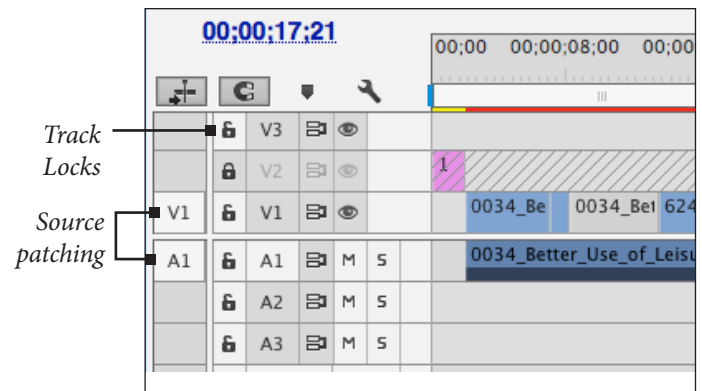 00;00;17;21
00;00 00;00;08;00 00;00
Track
Locks
V3
V2
1
Source
patching
V1 V1 0034_Be 0034_Bet 624
A1 A1 M S 0034_Better_Use_of_Leisu
A2 M S
A3 M S